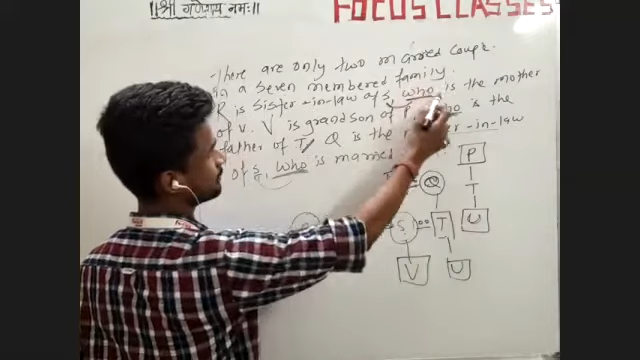 ॥श्री गणेशाय नमः॥
FOCUS CLASSES
There are only two married couple
in a Seven membered family.
R is Sister-in-law of S, who is the mother
of V. V is grandson of P, who is the
father of T, Q is the -in-law
of S, who is married
P
Q
T
U
S T
V U